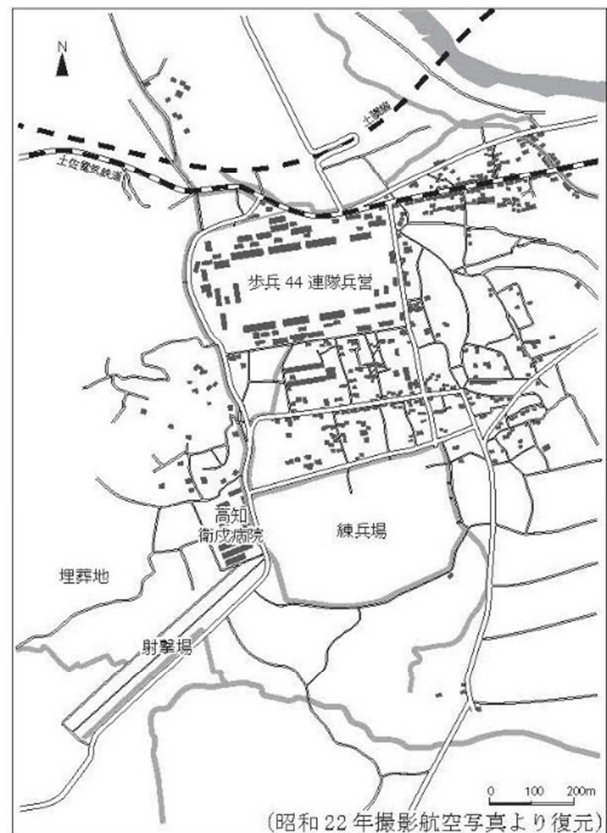 N
土讃線
土佐電気鉄道
歩兵 44 連隊兵営
高知
衛戍病院
練兵場
埋葬地
射撃場
0 100 200m
(昭和 22 年撮影航空写真より復元)